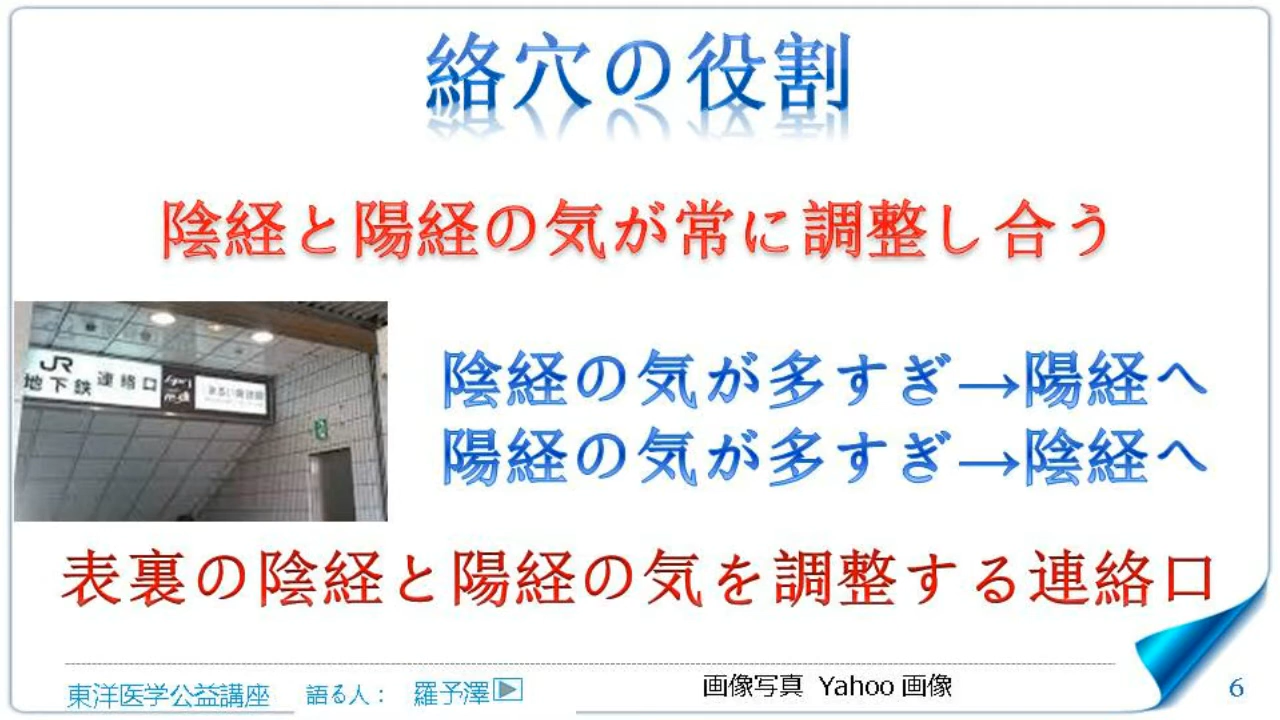 絡穴の役割
陰経と陽経の気が常に調整し合う
JR
地下鉄 連絡口
陰経の気が多すぎ→陽経へ
陽経の気が多すぎ→陰経へ
表裏の陰経と陽経の気を調整する連絡口
東洋医学公益講座 語る人： 羅予澤 画像写真 Yahoo 画像 6